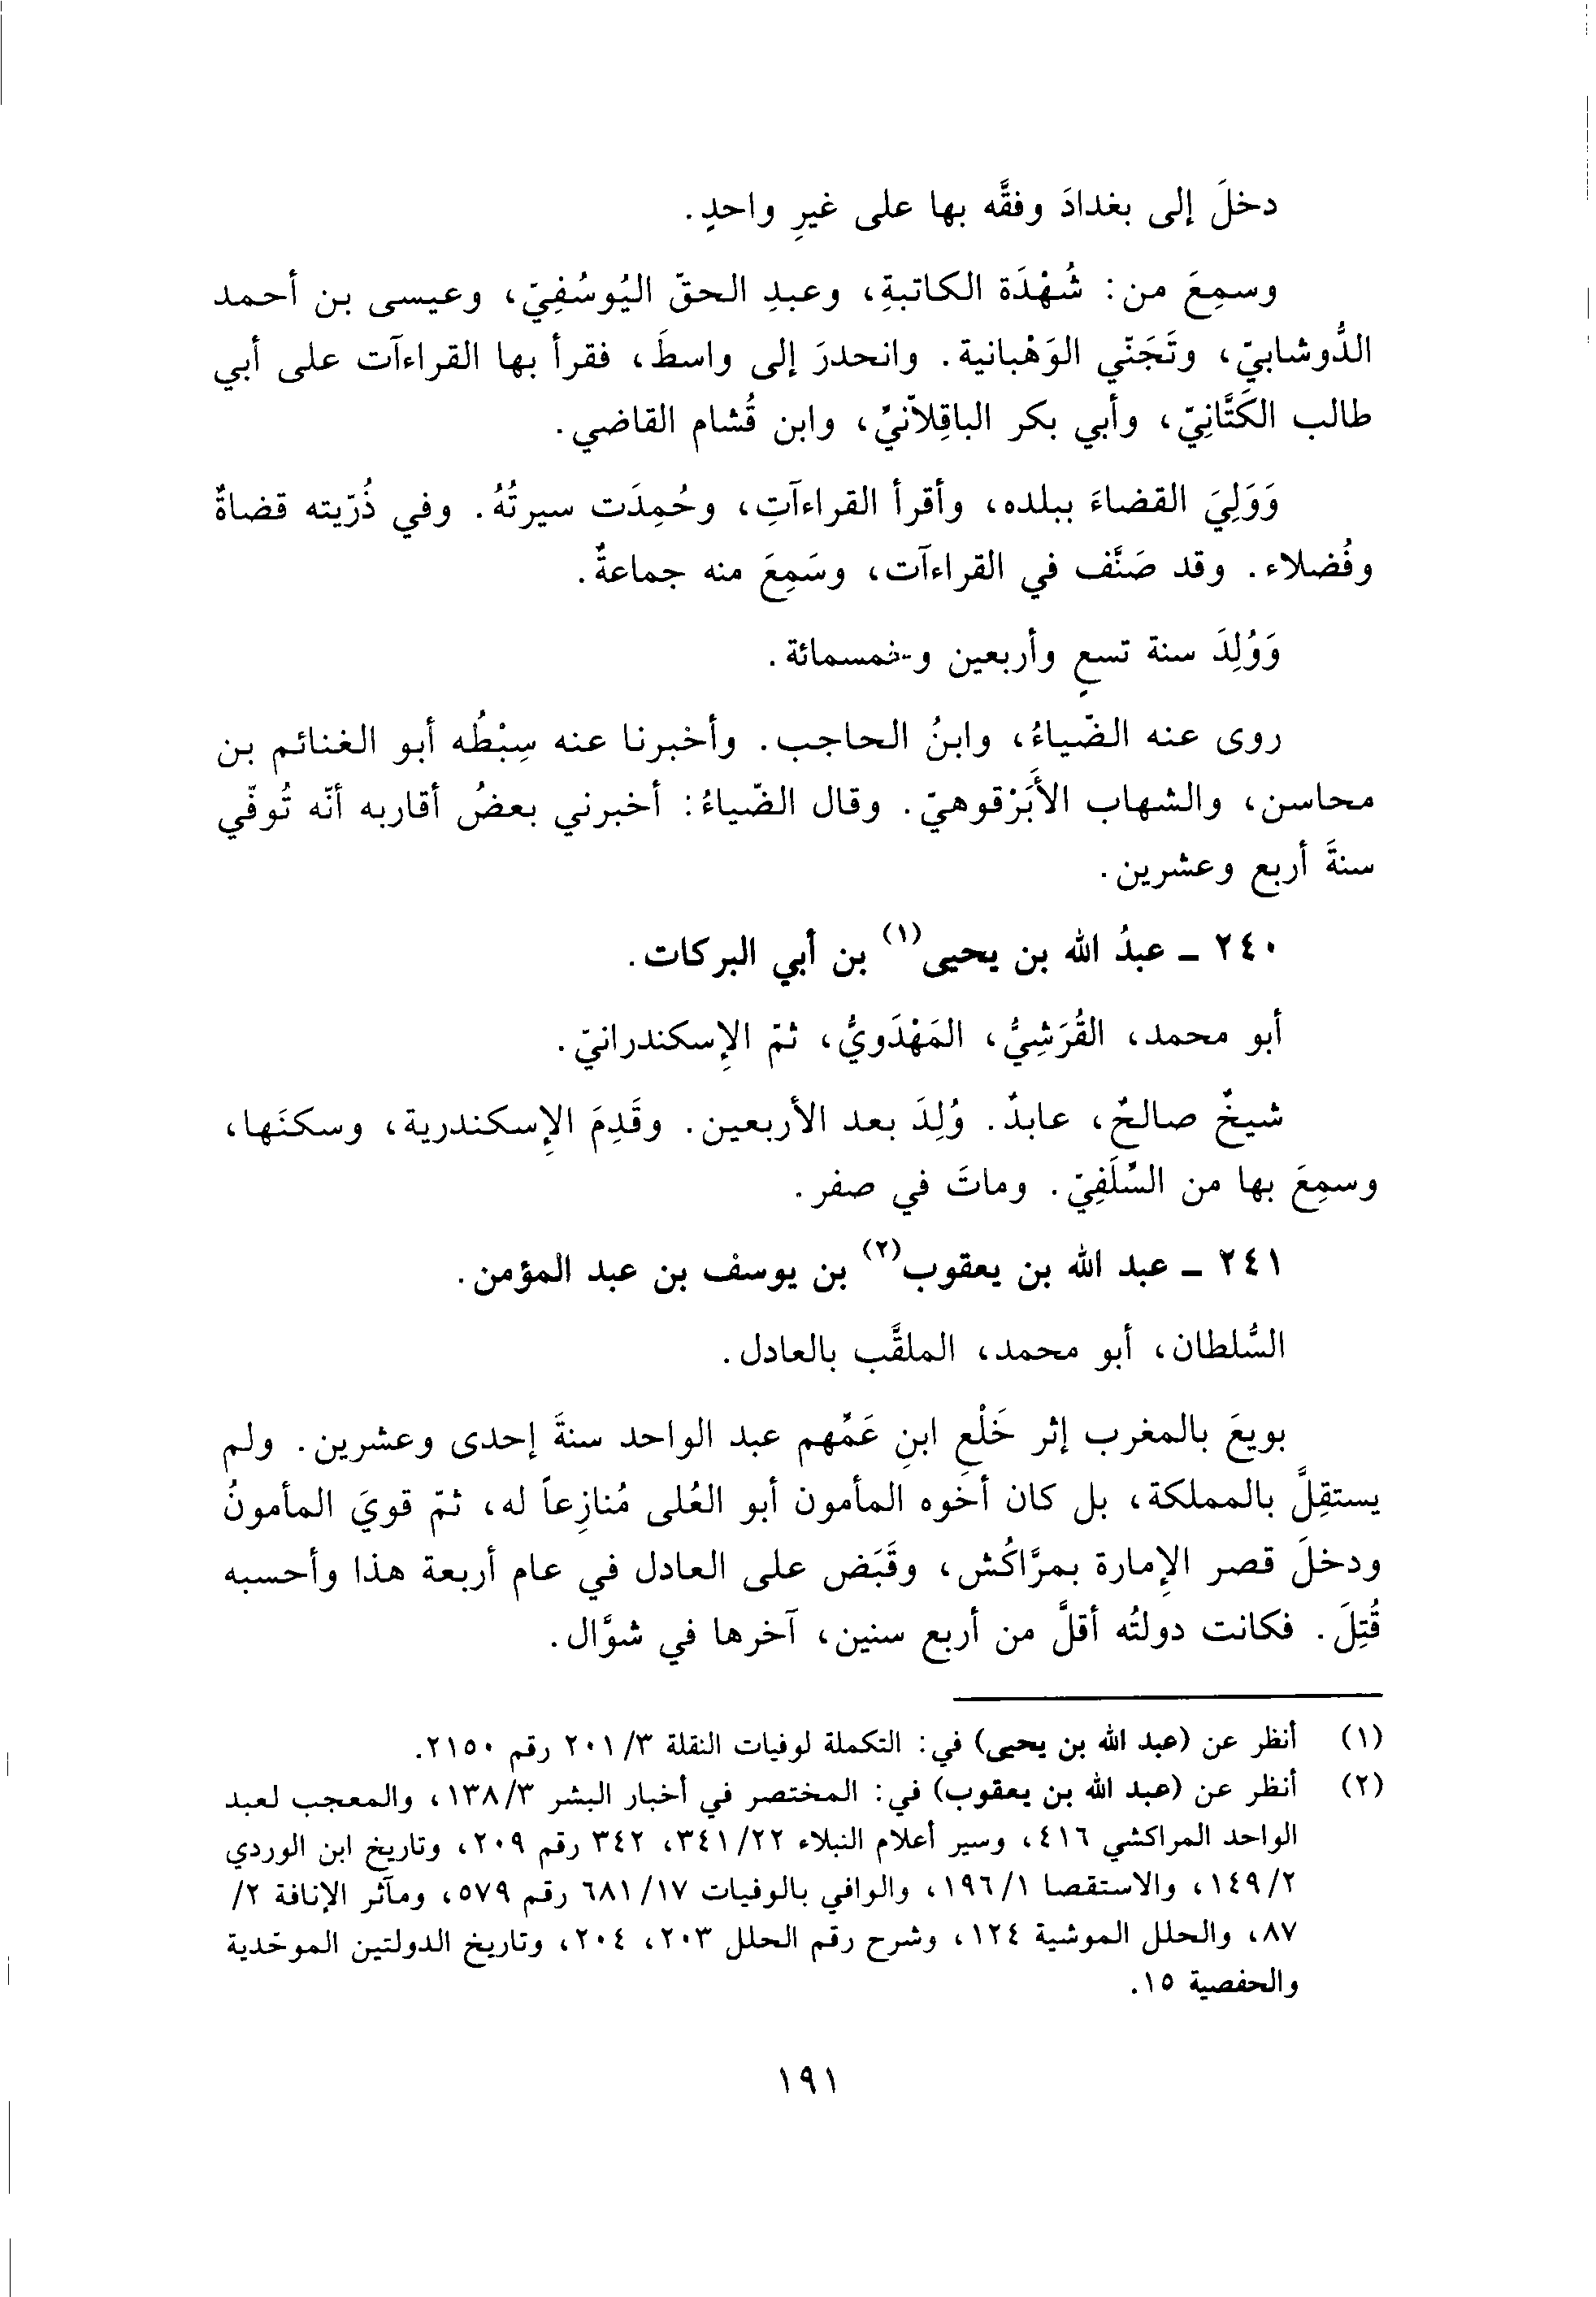 دخلَ إلى بغدادَ وفقَّه بها على غيرِ واحدٍ.
وسمِعَ من: شُهْدَة الكاتبةِ، وعبدِ الحقّ اليُوسُفِيّ، وعيسى بن أحمد
الدُّوشابيّ، وتَجَنّي الوَهْبانية. وانحدرَ إلى واسطَ، فقرأ بها القراءآت على أبي
طالب الكَتَّانِيّ، وأبي بكر الباقِلاّنيِّ، وابن قُشام القاضي.
وَوَلِيَ القضاءَ ببلده، وأقرأ القراءآتِ، وحُمِدَت سيرتُهُ. وفي ذُرّيته قضاةٌ
وفُضلاء. وقد صَنَّف في القراءآت، وسَمِعَ منه جماعةٌ.
وَوُلِدَ سنة تسعٍ وأربعين وخمسمائة.
روى عنه الضّياءُ، وابنُ الحاجب. وأخبرنا عنه سِبْطُه أبو الغنائم بن
محاسن، والشهاب الأَبَرْقوهيّ. وقال الضّياءُ: أخبرني بعضُ أقاربه أنّه تُوفّي
سنةَ أربع وعشرين.
٢٤٠ ـ عبدُ الله بن يحيى(١) بن أبي البركات.
أبو محمد، القُرَشِيُّ، المَهْدَويُّ، ثمّ الإسكندرانيّ.
شيخٌ صالحٌ، عابدٌ. وُلِدَ بعد الأربعين. وقَدِمَ الإسكندرية، وسكنَها،
وسمِعَ بها من السِّلَفِيّ. وماتَ في صفر.
٢٤١ ـ عبد الله بن يعقوب(٢) بن يوسف بن عبد المؤمن.
السُّلطان، أبو محمد، الملقَّب بالعادل.
بويعَ بالمغرب إثر خَلْعِ ابنِ عَمِّهم عبد الواحد سنةَ إحدى وعشرين. ولم
يستقِلَّ بالمملكة، بل كان أخوه المأمون أبو العُلى مُنازِعاً له، ثمّ قويَ المأمونُ
ودخلَ قصر الإمارة بمرَّاكُش، وقَبَض على العادل في عام أربعة هذا وأحسبه
قُتِلَ. فكانت دولتُه أقلَّ من أربع سنين، آخرها في شوَّال.
(١) أنظر عن (عبد الله بن يحيى) في: التكملة لوفيات النقلة ٣/ ٢٠١ رقم ٢١٥٠.
(٢) أنظر عن (عبد الله بن يعقوب) في: المختصر في أخبار البشر ٣/ ١٣٨، والمعجب لعبد
الواحد المراكشي ٤١٦، وسير أعلام النبلاء ٢٢/ ٣٤١، ٣٤٢ رقم ٢٠٩، وتاريخ ابن الوردي
٢/ ١٤٩، والاستقصا ١/ ١٩٦، والوافي بالوفيات ١٧/ ٦٨١ رقم ٥٧٩، ومآثر الإنافة ٢/
٨٧، والحلل الموشية ١٢٤، وشرح رقم الحلل ٢٠٣، ٢٠٤، وتاريخ الدولتين الموحّدية
والحفصية ١٥.
١٩١